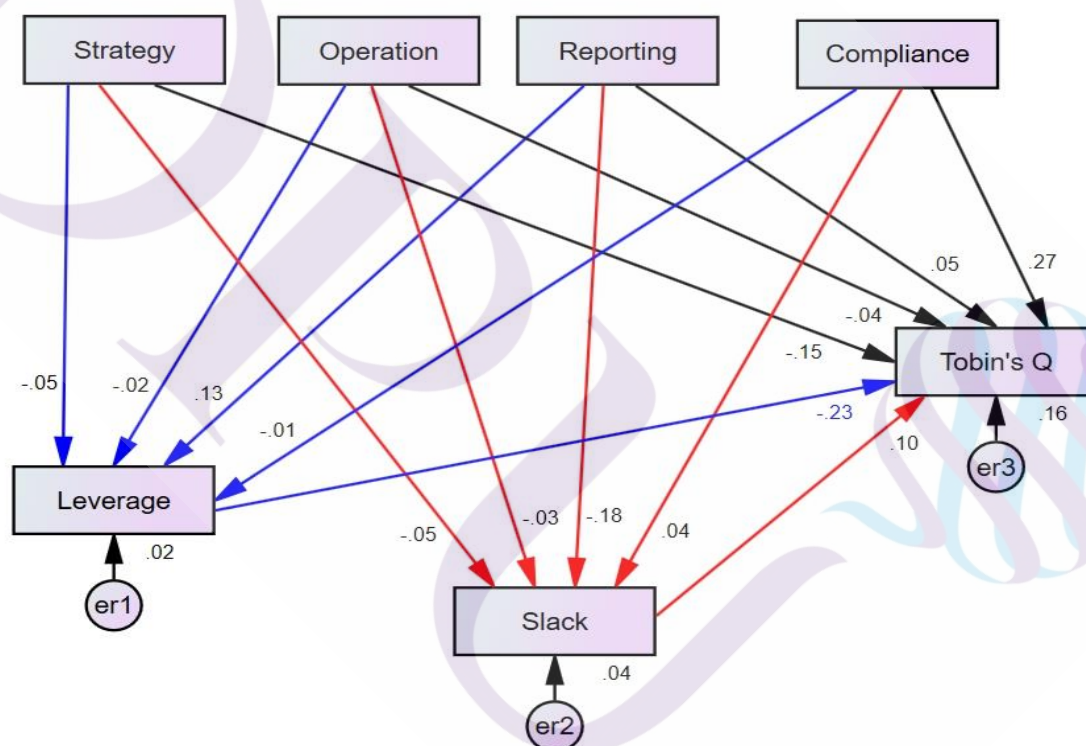 Strategy
Operation
Reporting
Compliance
.05
.27
-.04
-.15
Tobin's Q
-.05
-.02
.13
-.01
-.23
.16
.10
er3
Leverage
-.05
-.03
-.18
.04
.02
er1
Slack
.04
er2